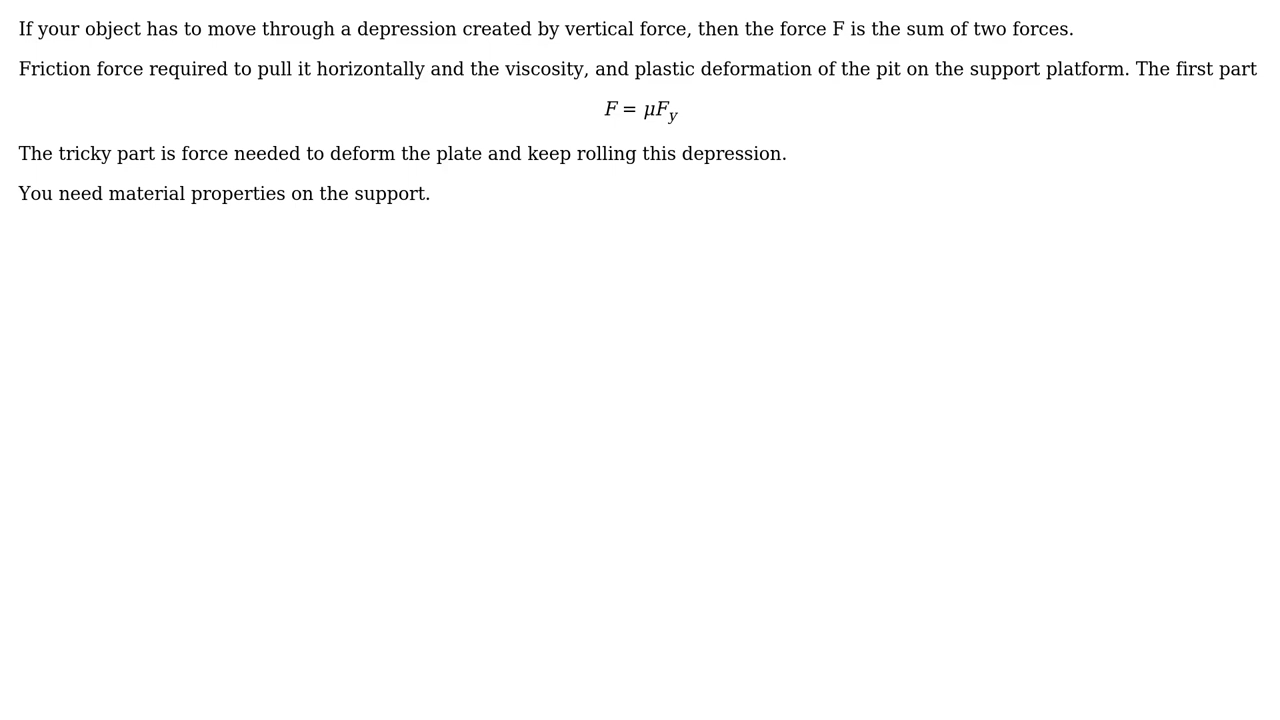 If your object has to move through a depression created by vertical force, then the force F is the sum of two forces.
Friction force required to pull it horizontally and the viscosity, and plastic deformation of the pit on the support platform. The first part
F = μF_y
The tricky part is force needed to deform the plate and keep rolling this depression.
You need material properties on the support.